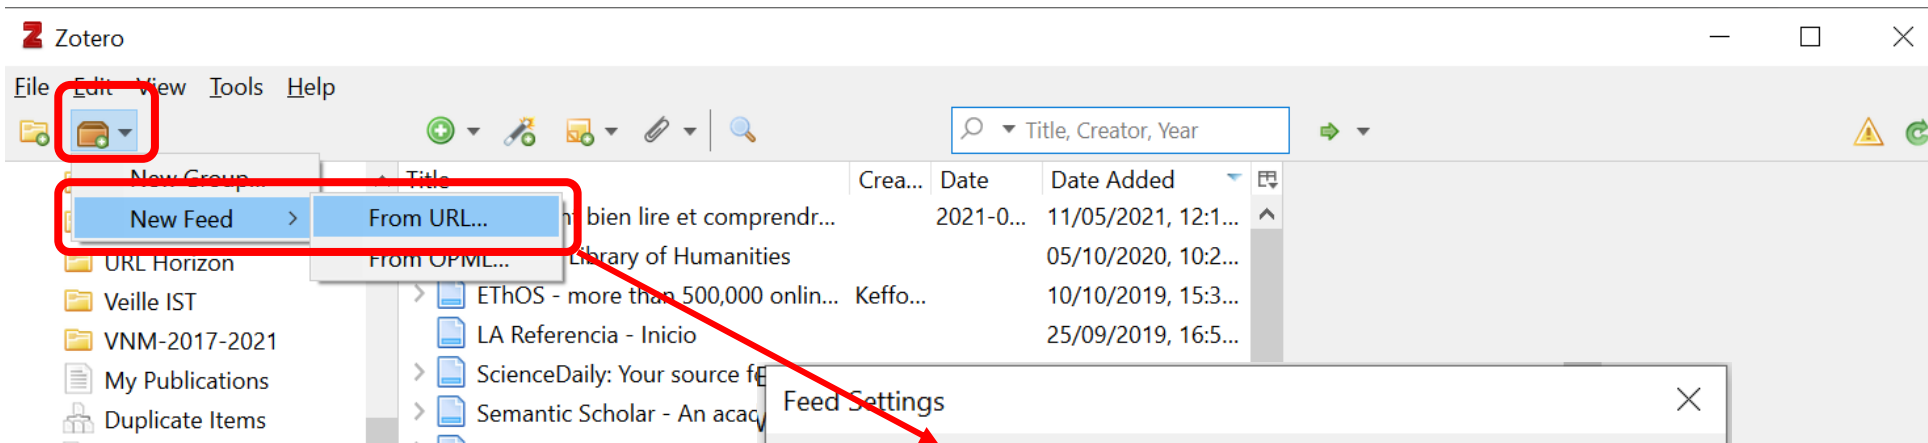 Zotero
File Edit View Tools Help
Title, Creator, Year
New Group...
Title Crea... Date Date Added
New Feed From URL...
bien lire et comprendr... 2021-0... 11/05/2021, 12:1...
URL Horizon From OPML... Library of Humanities 05/10/2020, 10:2...
Veille IST EThOS - more than 500,000 onlin... Keffo... 10/10/2019, 15:3...
VNM-2017-2021 LA Referencia - Inicio 25/09/2019, 16:5...
My Publications ScienceDaily: Your source
Feed Settings
Duplicate Items Semantic Scholar - An acad